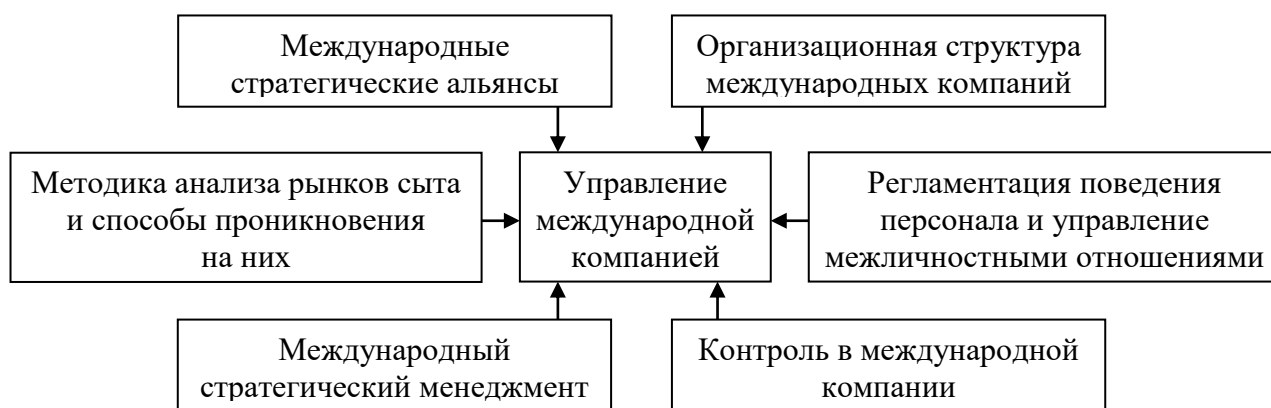 Международные
стратегические альянсы
Организационная структура
международных компаний
Методика анализа рынков сыта
и способы проникновения
на них
Управление
международной
компанией
Регламентация поведения
персонала и управление
межличностными отношениями
Международный
стратегический менеджмент
Контроль в международной
компании